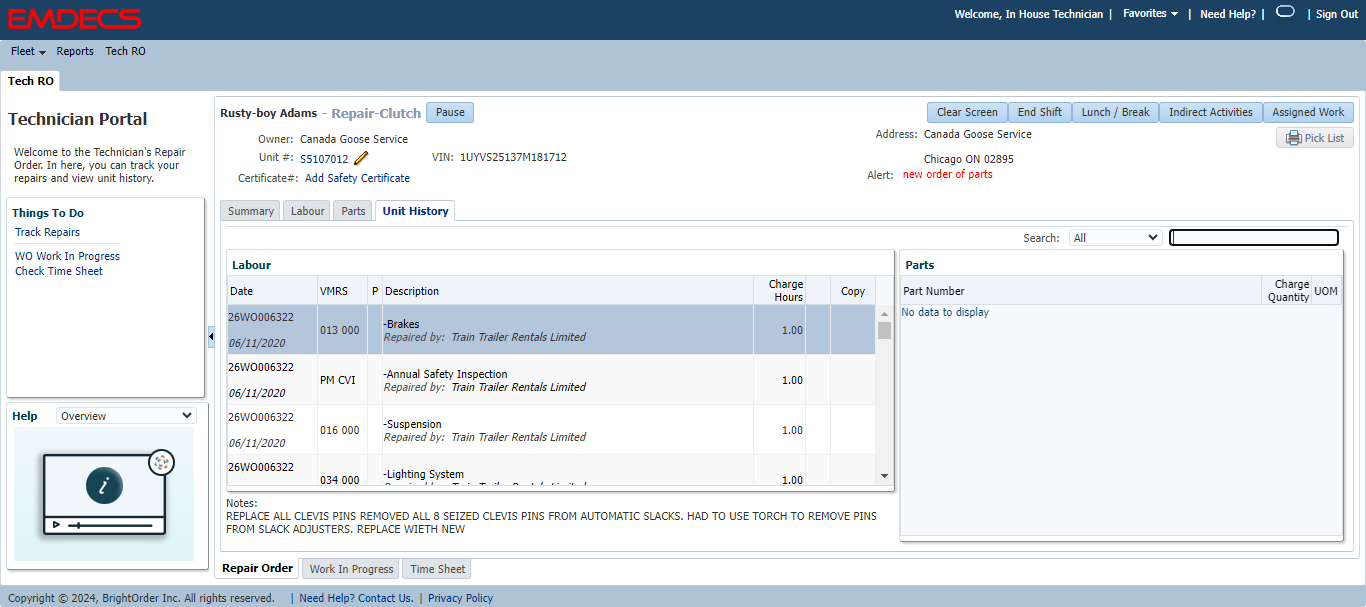 EMDECS
Welcome, In House Technician | Favorites | Need Help? | | Sign Out
Fleet Reports Tech RO
Tech RO
Technician Portal
Welcome to the Technician's Repair
Order. In here, you can track your
repairs and view unit history.
Things To Do
Track Repairs
WO Work In Progress
Check Time Sheet
Help Overview
i
Rusty-boy Adams - Repair-Clutch Pause
Clear Screen End Shift Lunch / Break Indirect Activities Assigned Work
Owner: Canada Goose Service
Unit #: S5107012 VIN: 1UYVS25137M181712
Certificate#: Add Safety Certificate
Address: Canada Goose Service
Pick List
Chicago ON 02895
Alert: new order of parts
Summary Labour Parts Unit History
Search: All
Labour
Date VMRS P Description Charge Hours Copy
26WO006322
06/11/2020
013 000
-Brakes
Repaired by: Train Trailer Rentals Limited
1.00
26WO006322
06/11/2020
PM CVI
-Annual Safety Inspection
Repaired by: Train Trailer Rentals Limited
1.00
26WO006322
06/11/2020
016 000
-Suspension
Repaired by: Train Trailer Rentals Limited
1.00
26WO006322
034 000
-Lighting System
Repaired by: Train Trailer Rentals Limited
1.00
Parts
Part Number Charge Quantity UOM
No data to display
Notes:
REPLACE ALL CLEVIS PINS REMOVED ALL 8 SEIZED CLEVIS PINS FROM AUTOMATIC SLACKS. HAD TO USE TORCH TO REMOVE PINS
FROM SLACK ADJUSTERS. REPLACE WIETH NEW
Repair Order Work In Progress Time Sheet
Copyright © 2024, BrightOrder Inc. All rights reserved. | Need Help? Contact Us. | Privacy Policy